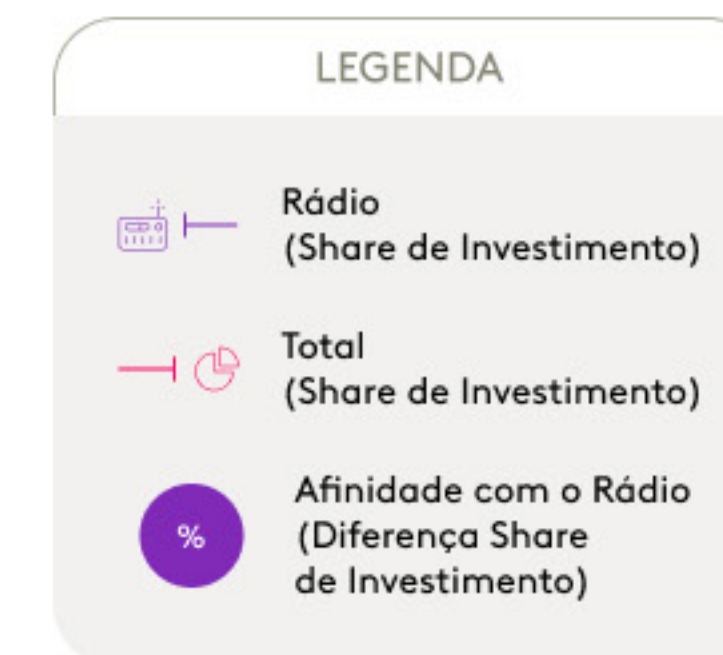 LEGENDA
Rádio
(Share de Investimento)
Total
(Share de Investimento)
%
Afinidade com o Rádio
(Diferença Share
de Investimento)